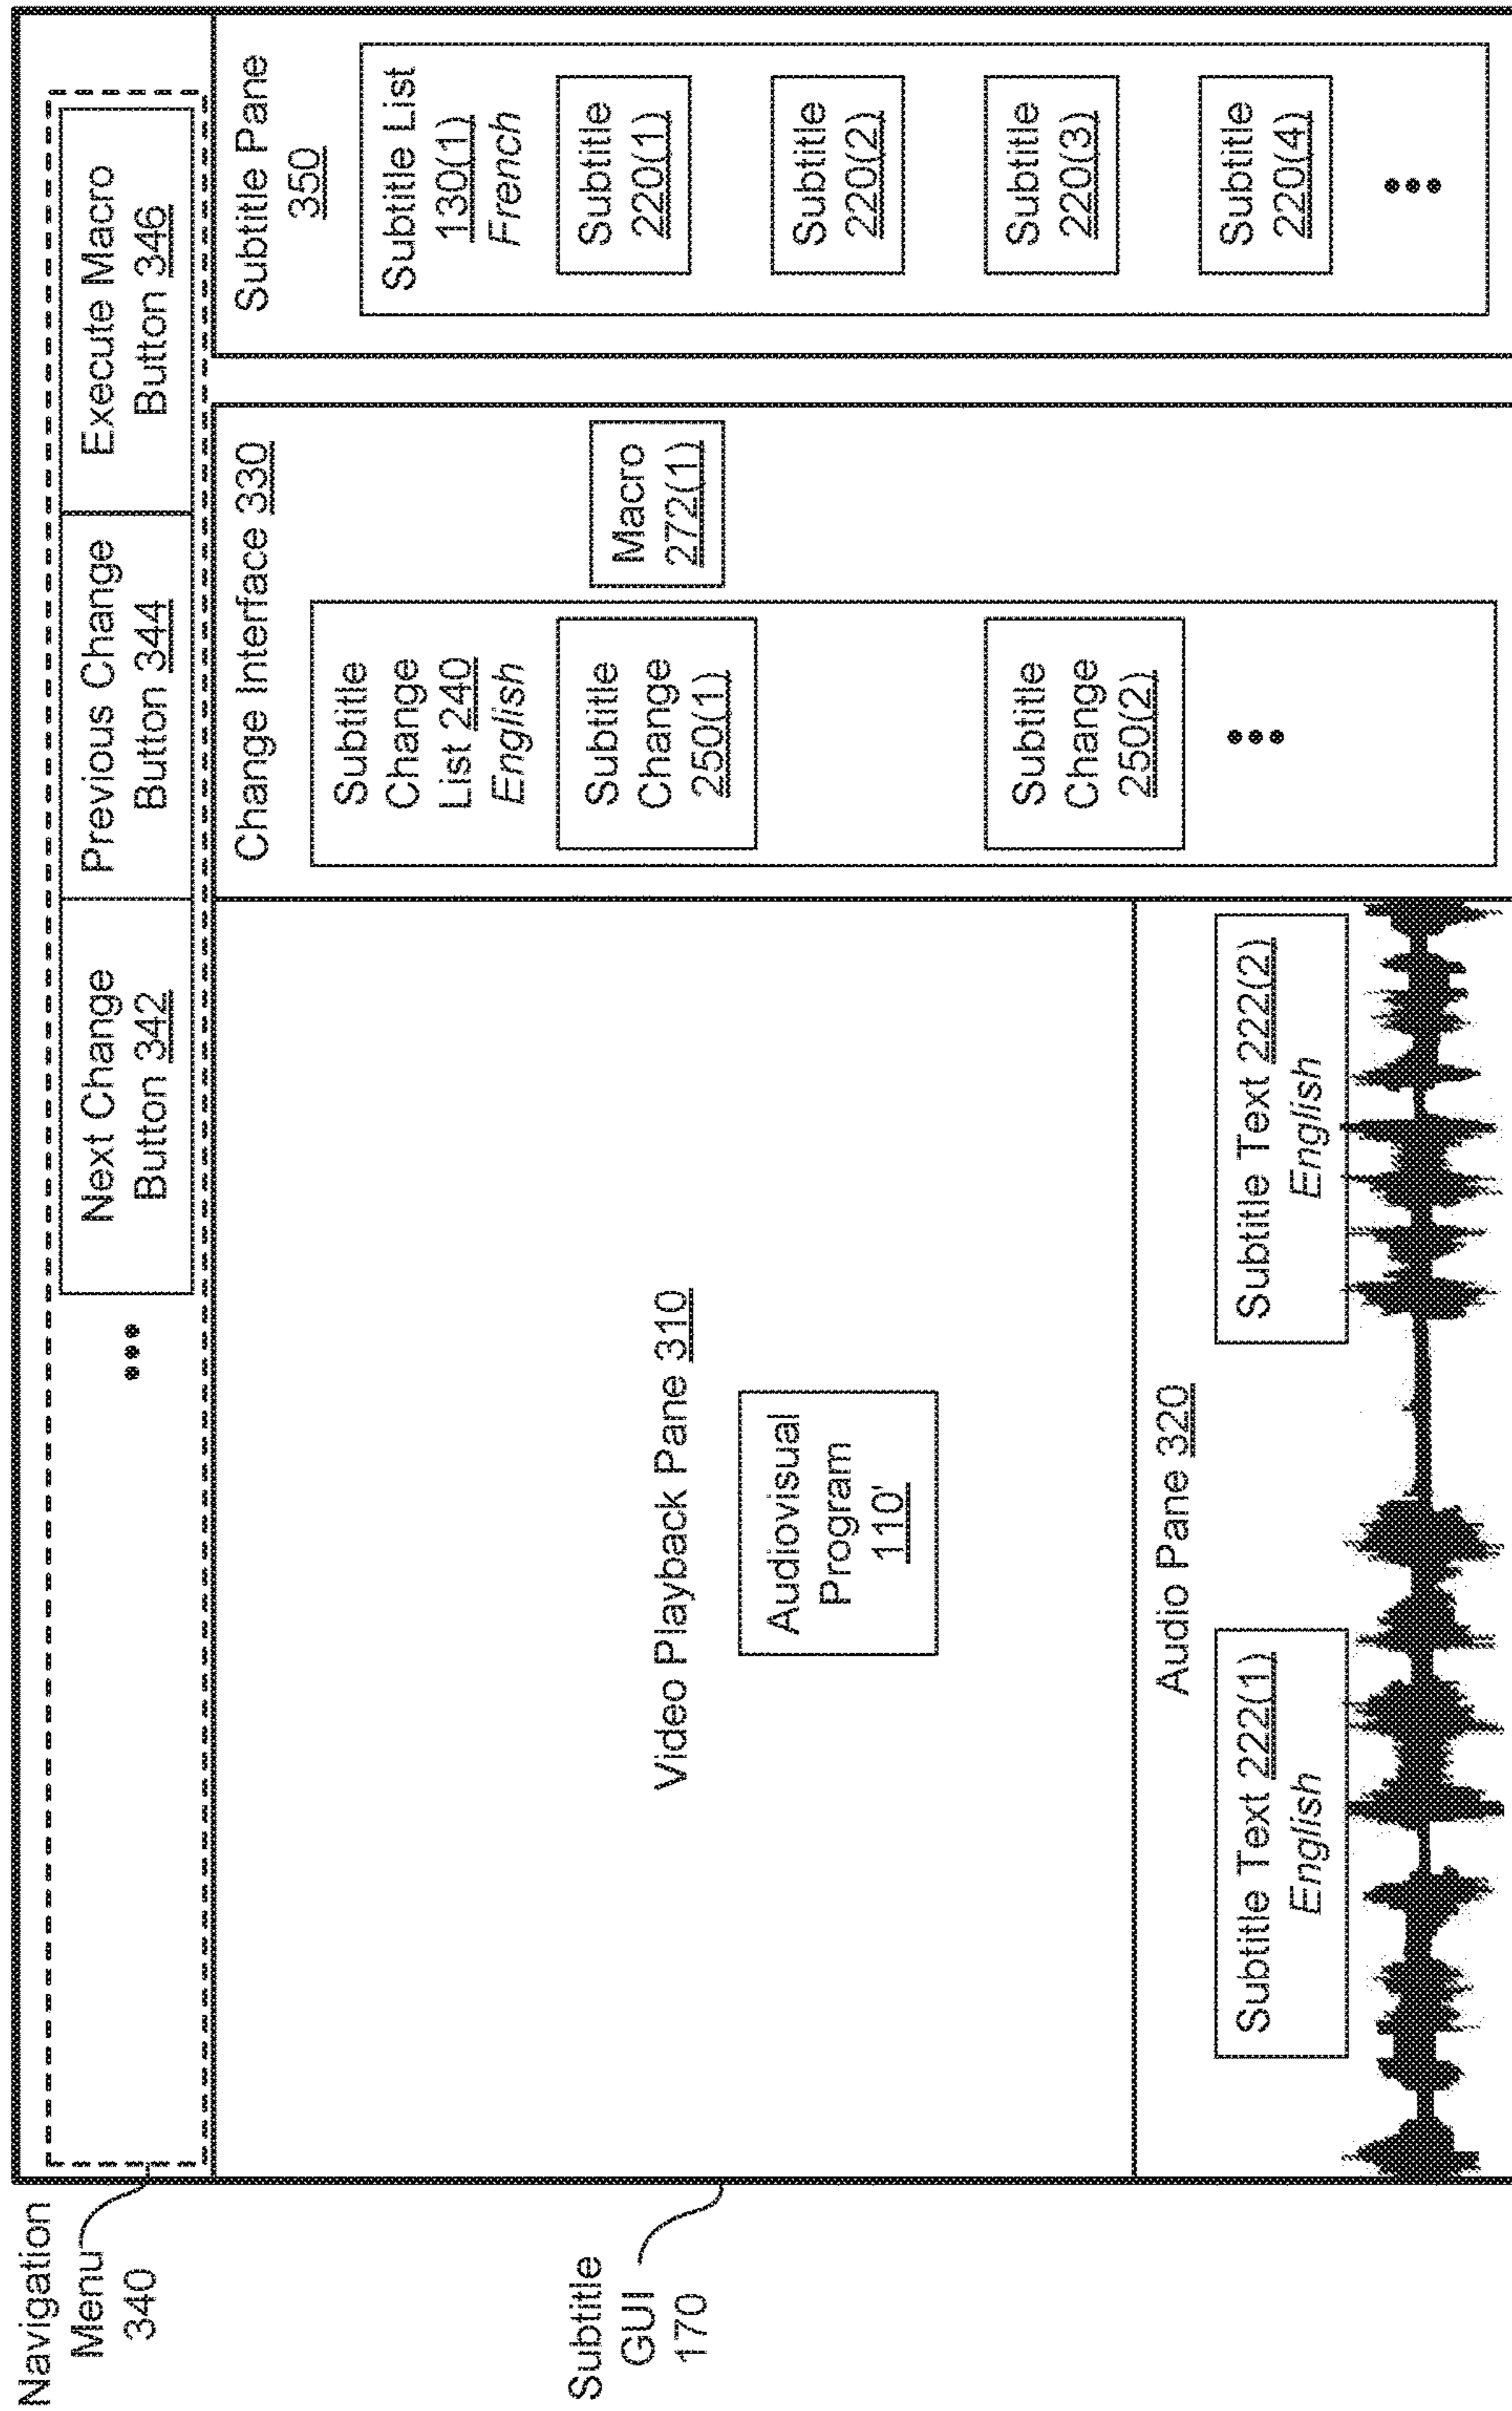 Navigation
Menu
340
Next Change
Button 342
Previous Change
Button 344
Execute Macro
Button 346
•••
Subtitle
GUI
170
Video Playback Pane 310
Audiovisual
Program
110'
Audio Pane 320
Subtitle Text 222(1)
English
Subtitle Text 222(2)
English
Change Interface 330
Subtitle
Change
List 240
English
Subtitle
Change
250(1)
Macro
272(1)
Subtitle
Change
250(2)
•••
Subtitle Pane
350
Subtitle List
130(1)
French
Subtitle
220(1)
Subtitle
220(2)
Subtitle
220(3)
Subtitle
220(4)
•••